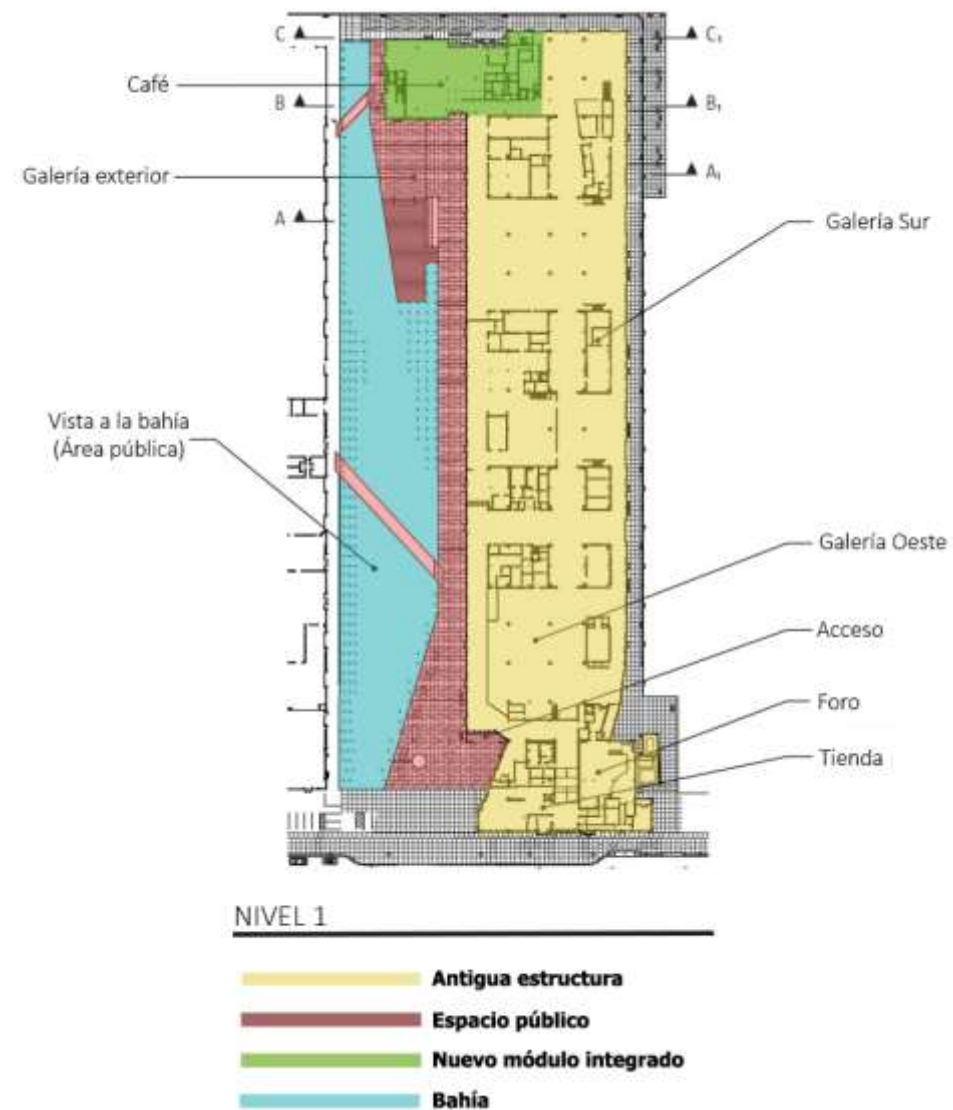 C ▲
▲ C₁
Café
B ▲
▲ B₁
Galería exterior
▲ A₁
A ▲
Galería Sur
Vista a la bahía
(Área pública)
Galería Oeste
Acceso
Foro
Tienda
NIVEL 1
Antigua estructura
Espacio público
Nuevo módulo integrado
Bahía